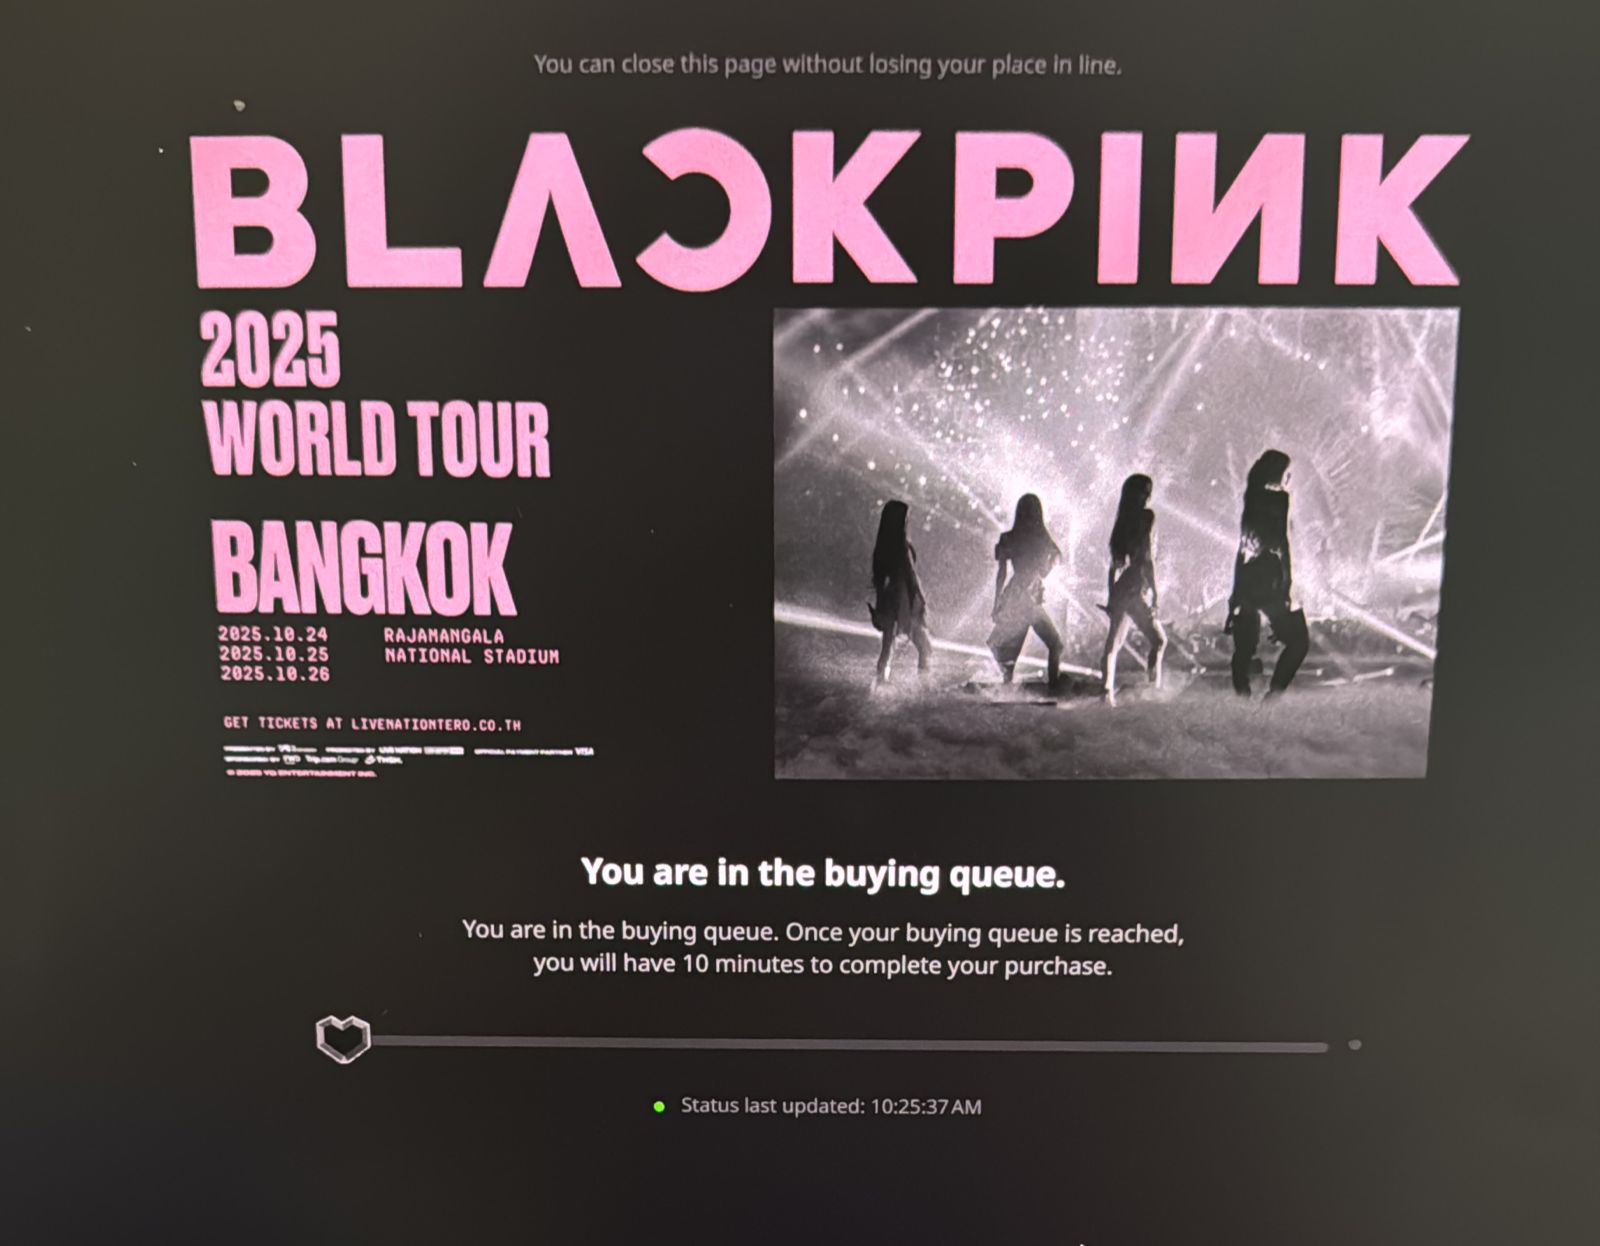 You can close this page without losing your place in line.
BLACKPINK
2025
WORLD TOUR
BANGKOK
2025.10.24 RAJAMANGALA
2025.10.25 NATIONAL STADIUM
2025.10.26
GET TICKETS AT LIVENATIONTERO.CO.TH
VISA
You are in the buying queue.
You are in the buying queue. Once your buying queue is reached,
you will have 10 minutes to complete your purchase.
Status last updated: 10:25:37 AM